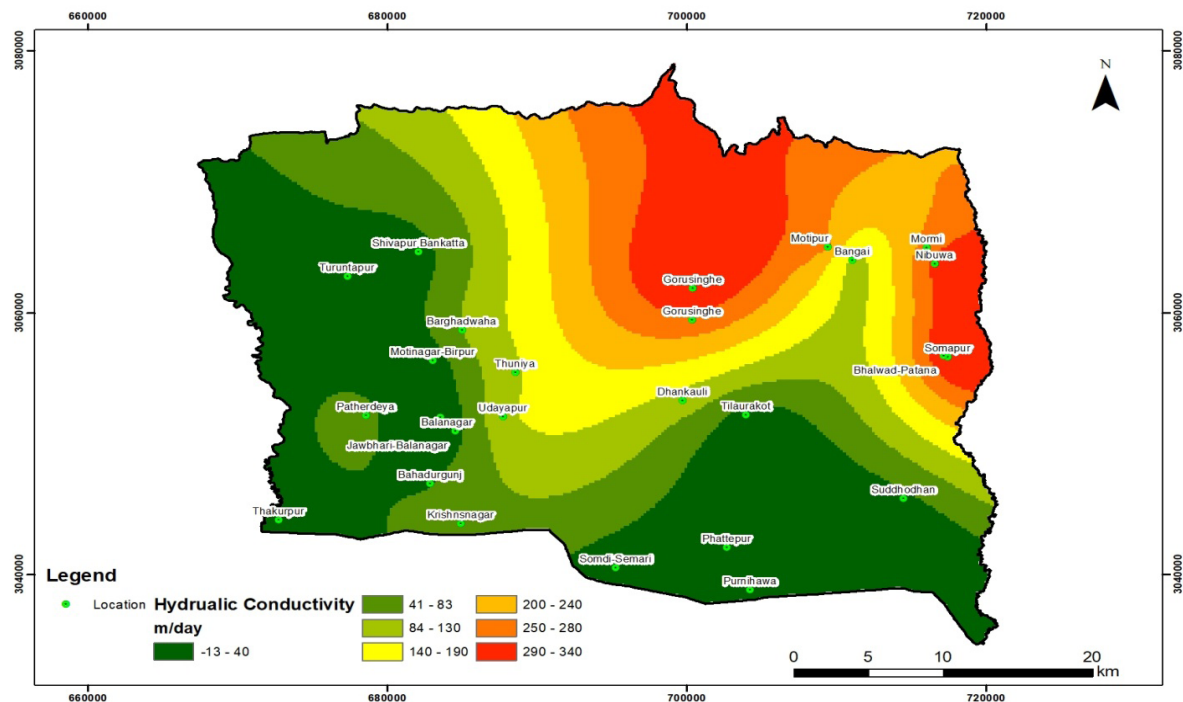 660000 680000 700000 720000
3080000 3080000
N
Shivapur Bankatta
Turuntapur
Motipur
Bangai
Mormi
Nibuwa
Gorusinghe
3060000 3060000
Gorusinghe
Barghadwaha
Motinagar-Birpur
Thuniya
Somapur
Bhalwad-Patana
Dhankauli
Patherdeya
Udayapur
Tilaurakot
Balanagar
Jawbhari-Balanagar
Bahadurgunj
Suddhodhan
Thakurpur
Krishnsnagar
Phattepur
Somdi-Semari
Purnihawa
3040000 3040000
Legend
Location
Hydrualic Conductivity
m/day
-13 - 40
41 - 83
84 - 130
140 - 190
200 - 240
250 - 280
290 - 340
0 5 10 20
km
660000 680000 700000 720000